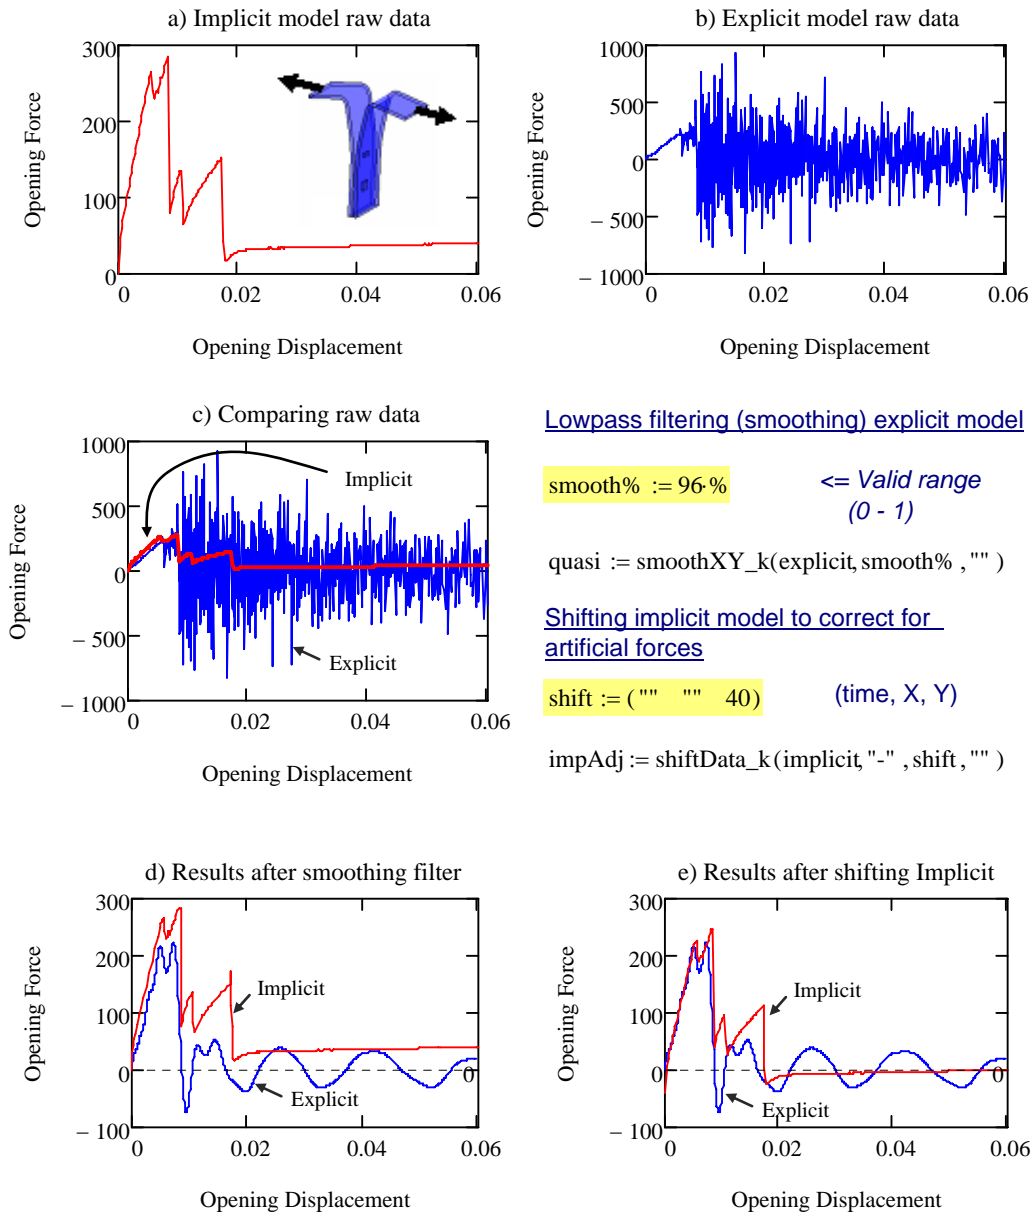 a) Implicit model raw data
300
200
100
0
0
0.02
0.04
0.06
Opening Force
Opening Displacement
b) Explicit model raw data
1000
500
0
− 500
− 1000
0
0.02
0.04
0.06
Opening Force
Opening Displacement
c) Comparing raw data
1000
500
0
− 500
− 1000
0
0.02
0.04
0.06
Implicit
Explicit
Opening Force
Opening Displacement
Lowpass filtering (smoothing) explicit model
smooth% := 96·%
<= Valid range
(0 - 1)
quasi := smoothXY_k(explicit, smooth% , "" )
Shifting implicit model to correct for
artificial forces
shift := ( "" "" 40)
(time, X, Y)
impAdj := shiftData_k(implicit, "-" , shift , "" )
d) Results after smoothing filter
300
200
100
0
− 100
0
0.02
0.04
0.06
Implicit
Explicit
0
Opening Force
Opening Displacement
e) Results after shifting Implicit
300
200
100
0
− 100
0
0.02
0.04
0.06
Implicit
Explicit
0
Opening Force
Opening Displacement